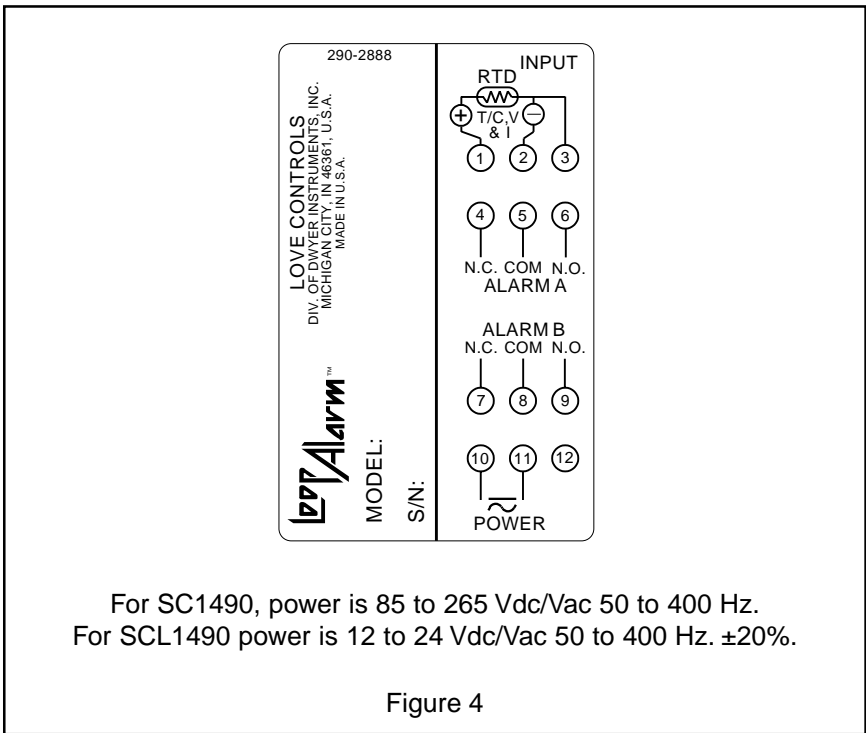 290-2888
LOVE CONTROLS
DIV. OF DWYER INSTRUMENTS, INC.
MICHIGAN CITY, IN 46361, U.S.A.
MADE IN U.S.A.
LOOP Alarm™
MODEL:
S/N:
INPUT
RTD
+ T/C,V −
& I
1 2 3
4 5 6
N.C. COM N.O.
ALARM A
ALARM B
N.C. COM N.O.
7 8 9
10 11 12
POWER
For SC1490, power is 85 to 265 Vdc/Vac 50 to 400 Hz.
For SCL1490 power is 12 to 24 Vdc/Vac 50 to 400 Hz. ±20%.
Figure 4